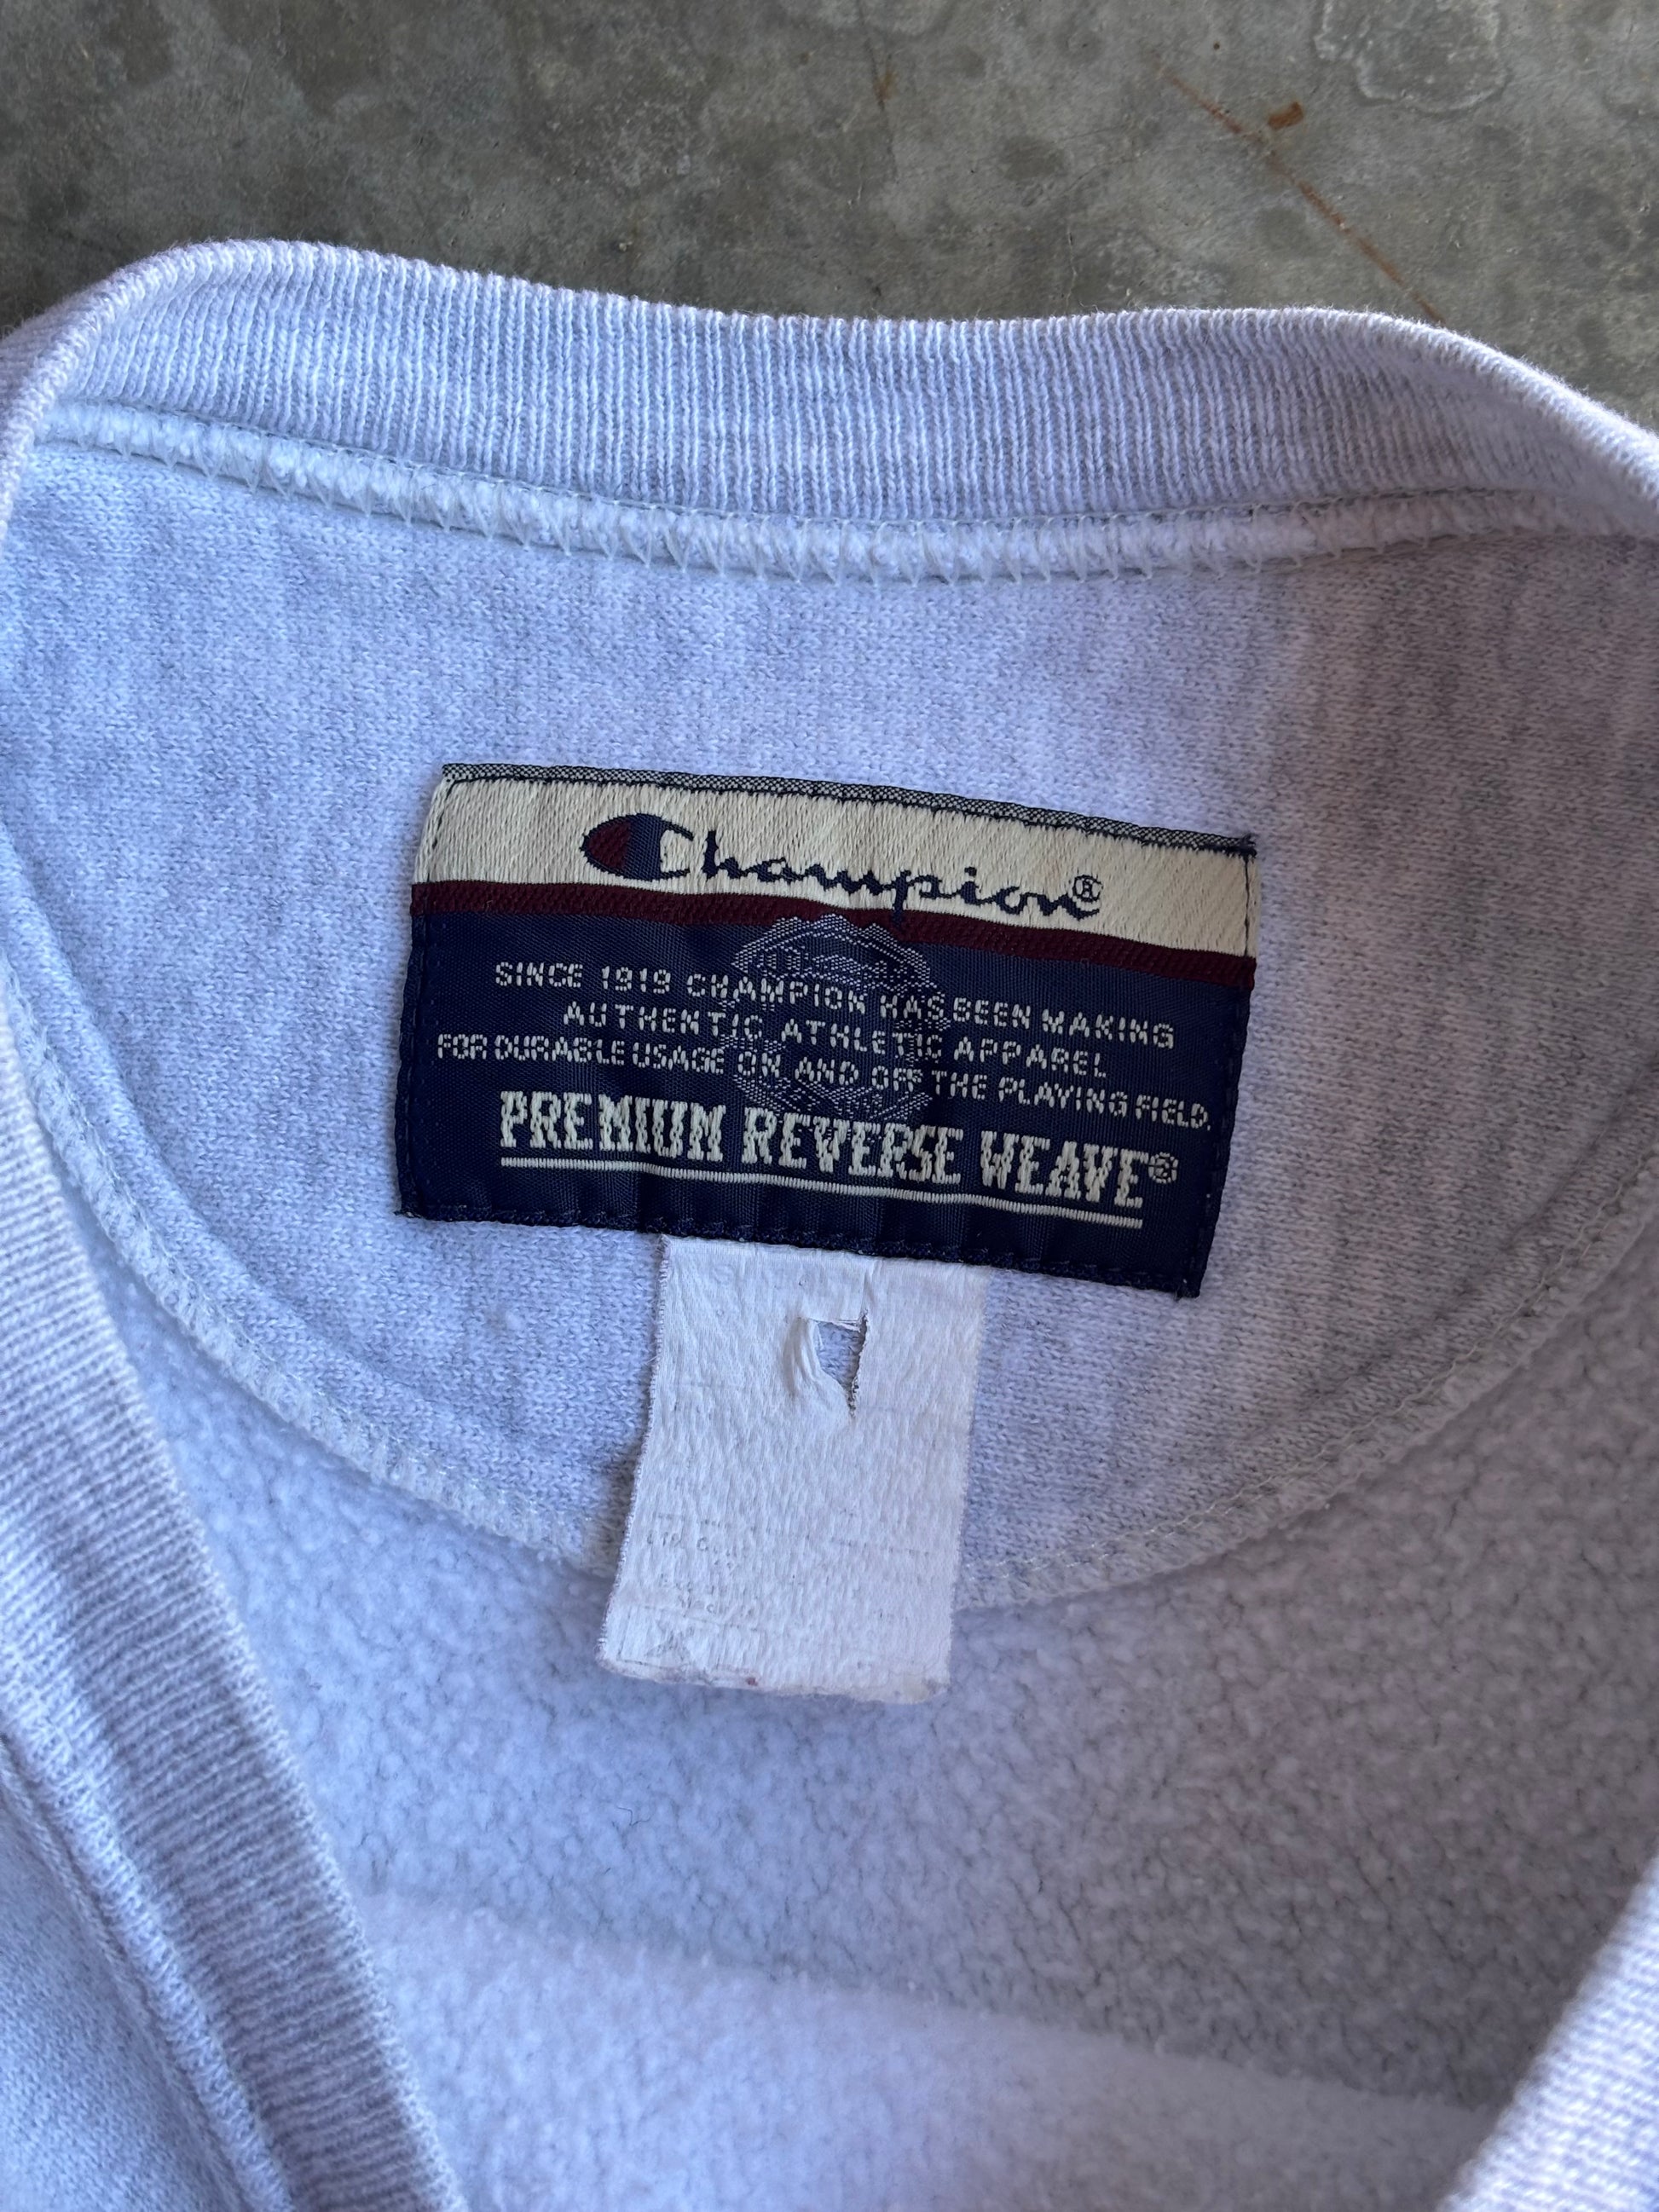 Champion®
SINCE 1919 CHAMPION HAS BEEN MAKING
AUTHENTIC ATHLETIC APPAREL
FOR DURABLE USAGE ON AND OFF THE PLAYING FIELD.
PREMIUM REVERSE WEAVE®